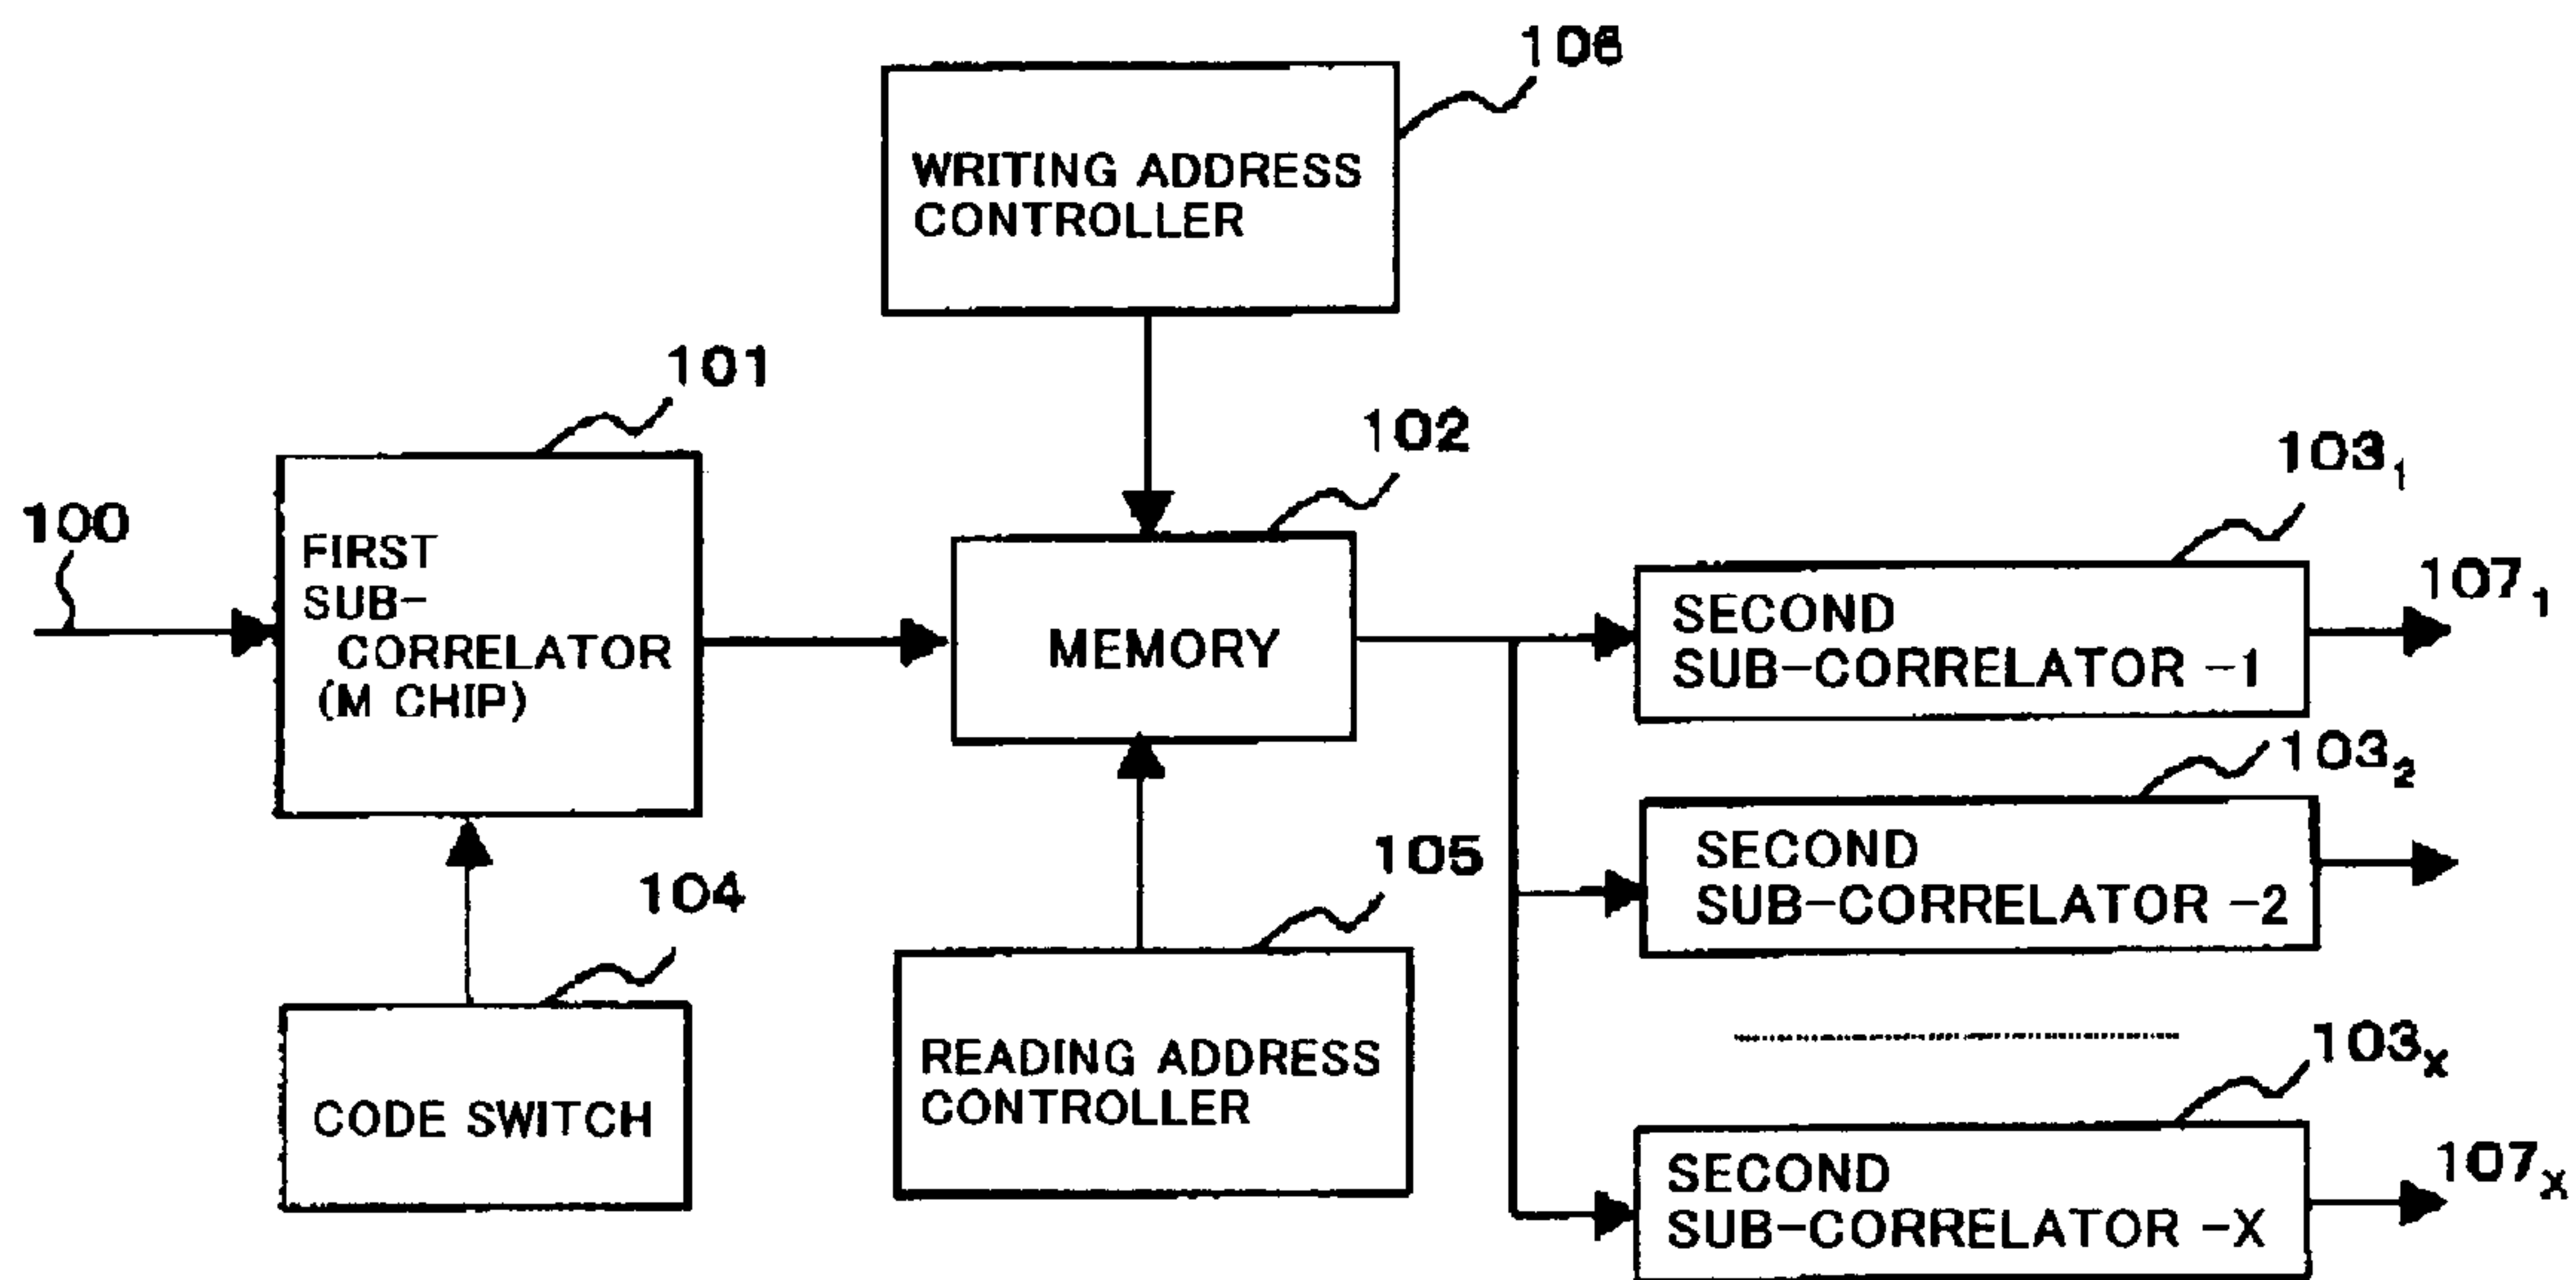 106
WRITING ADDRESS
CONTROLLER
101
102
103₁
100
FIRST
SUB-
CORRELATOR
(M CHIP)
MEMORY
SECOND
SUB-CORRELATOR -1
107₁
103₂
SECOND
SUB-CORRELATOR -2
104
105
CODE SWITCH
READING ADDRESS
CONTROLLER
103ₓ
SECOND
SUB-CORRELATOR -X
107ₓ